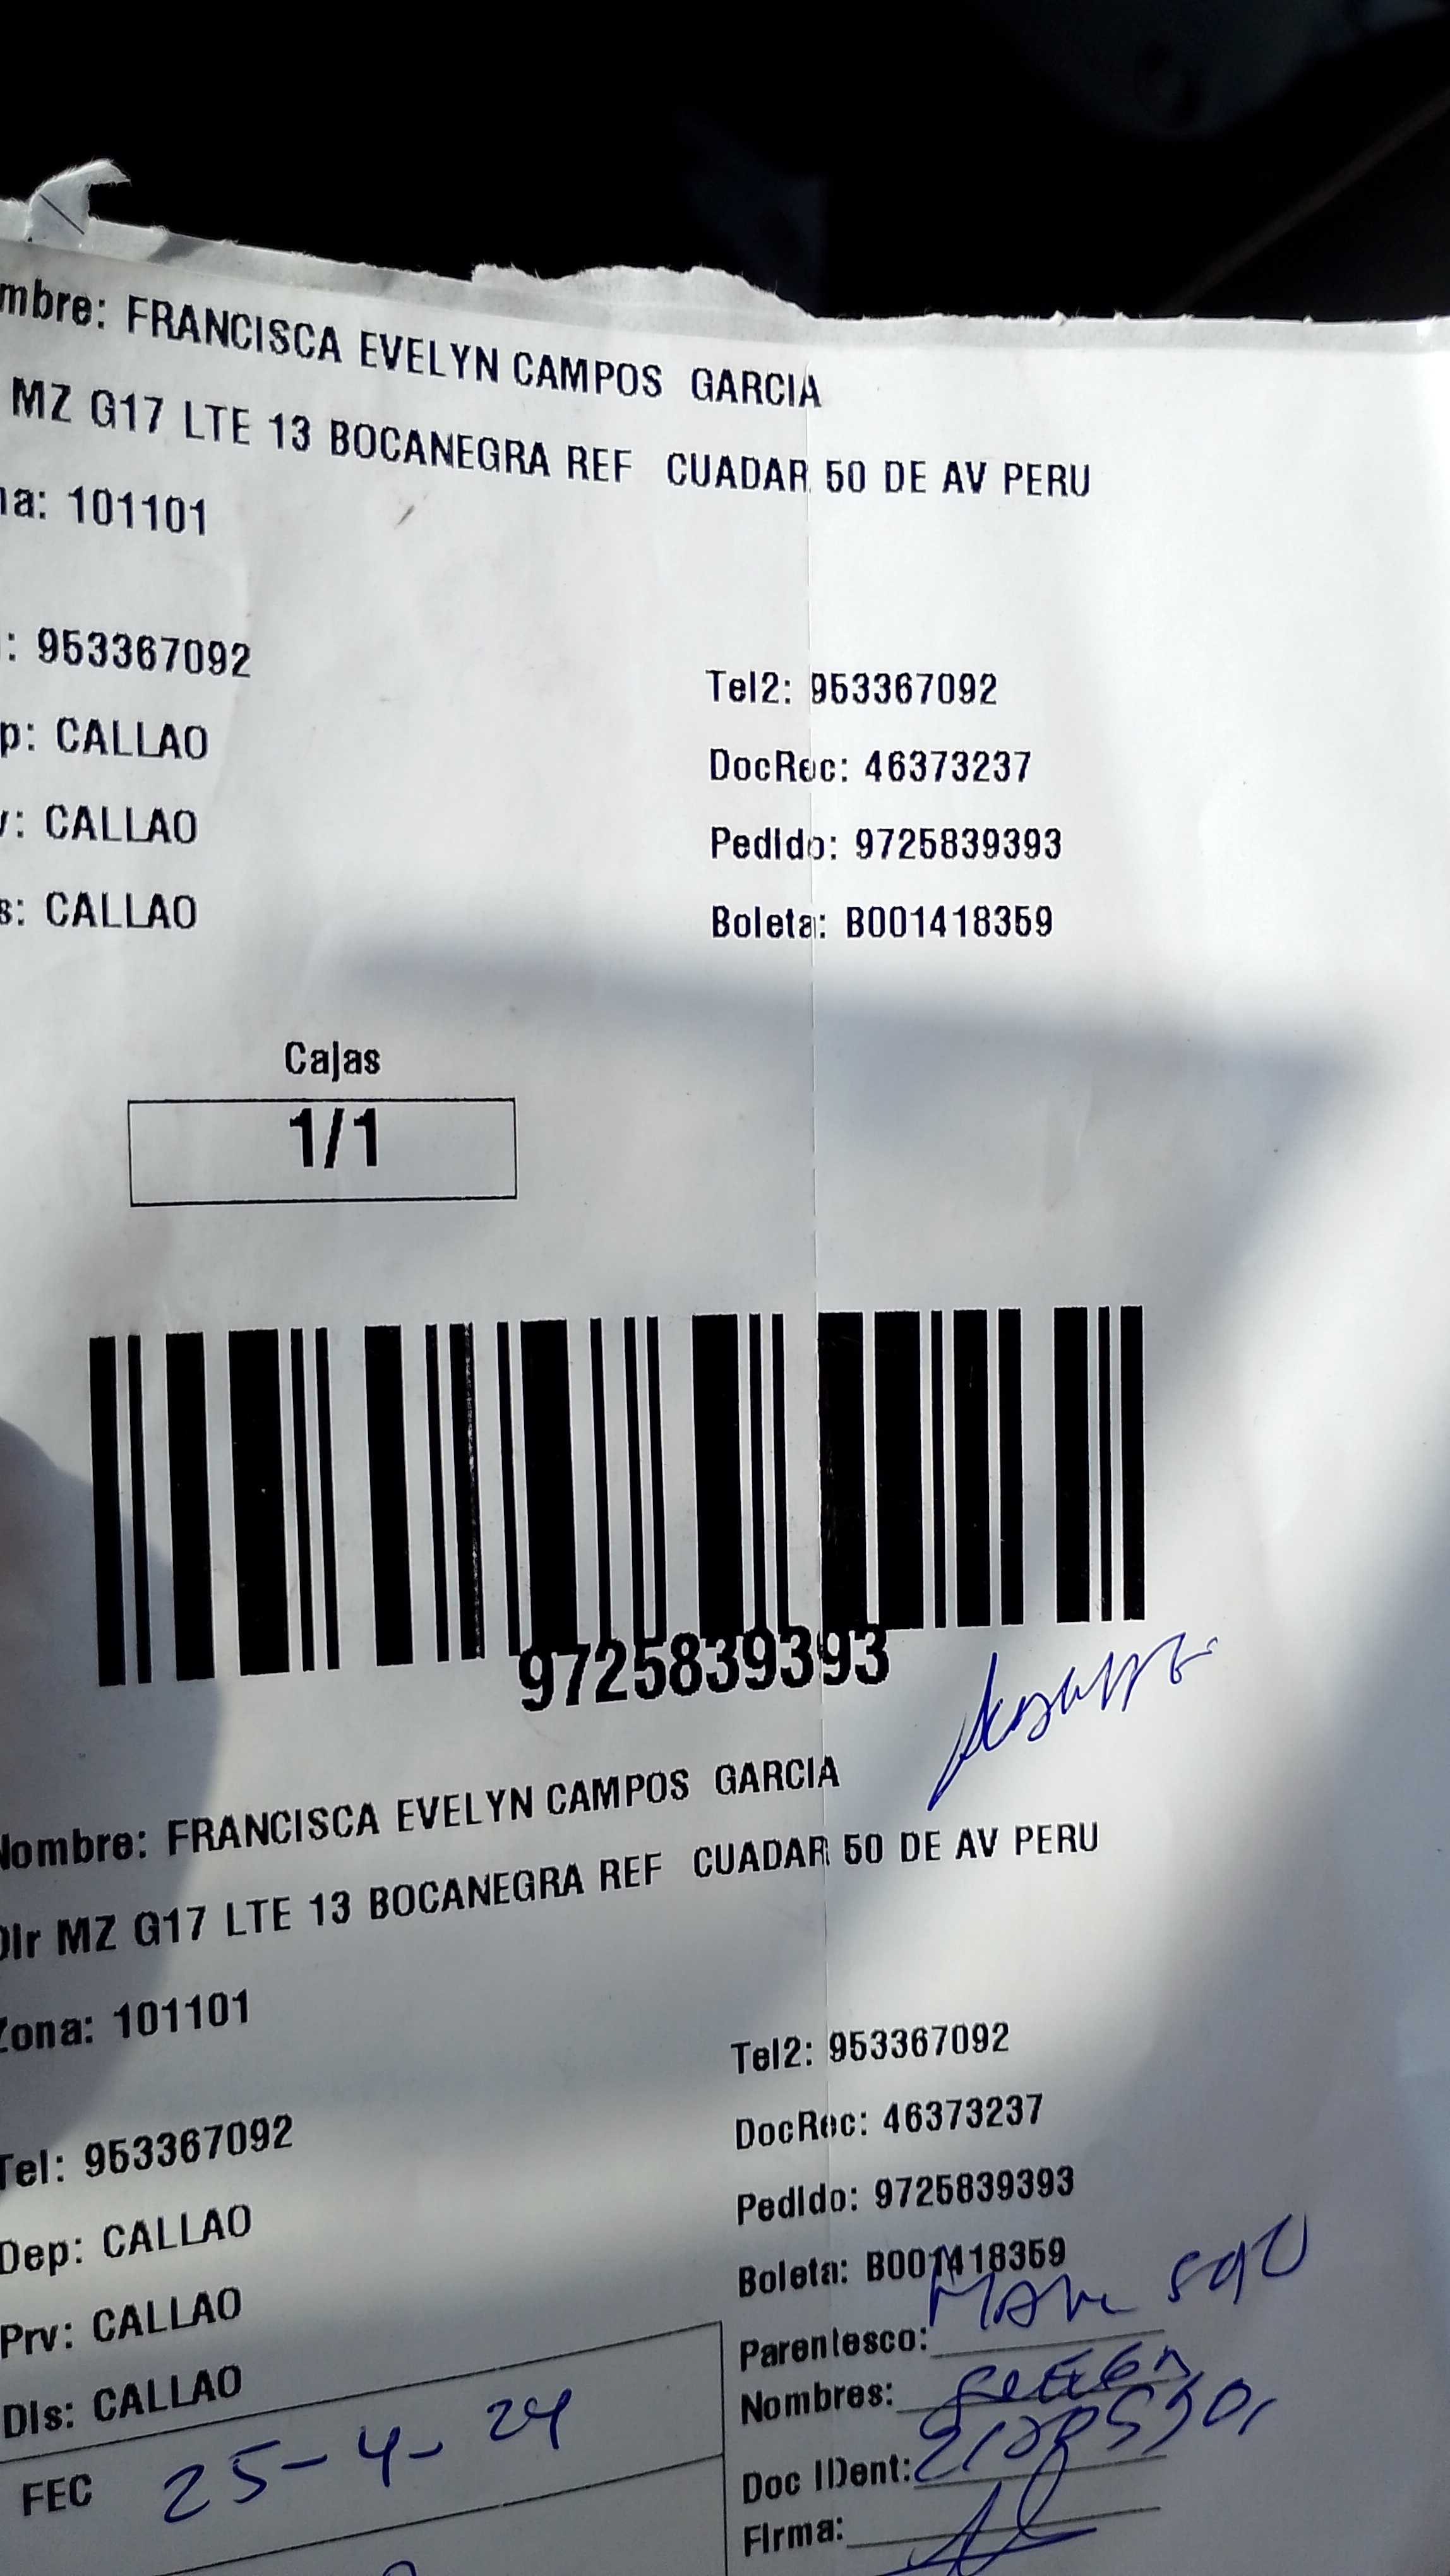 mbre: FRANCISCA EVELYN CAMPOS GARCIA
MZ G17 LTE 13 BOCANEGRA REF CUADAR 50 DE AV PERU
na: 101101
: 953367092
Tel2: 953367092
p: CALLAO
DocRec: 46373237
v: CALLAO
Pedido: 9725839393
s: CALLAO
Boleta: B001418359
Cajas
1/1
9725839393
Nombre: FRANCISCA EVELYN CAMPOS GARCIA
Dir MZ G17 LTE 13 BOCANEGRA REF CUADAR 50 DE AV PERU
Zona: 101101
Tel2: 953367092
Tel: 953367092
DocRec: 46373237
Dep: CALLAO
Pedido: 9725839393
Prv: CALLAO
Boleta: B001418359
Dis: CALLAO
Parentesco:
Nombres:
FEC 25-4-24
Doc IDent:
Firma: